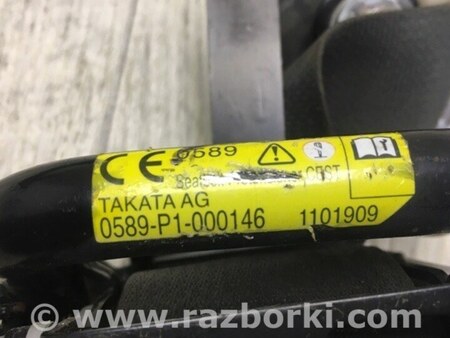 CE 0589
TAKATA AG
0589-P1-000146 1101909
© www.razborki.com